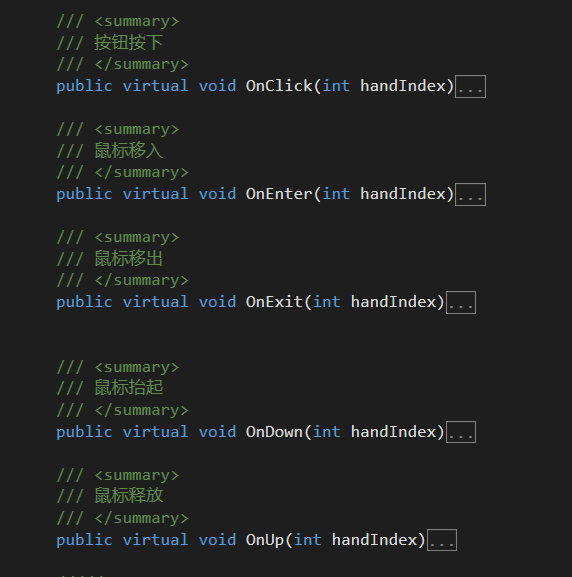 /// <summary>
/// 按钮按下
/// </summary>
public virtual void OnClick(int handIndex)...
/// <summary>
/// 鼠标移入
/// </summary>
public virtual void OnEnter(int handIndex)...
/// <summary>
/// 鼠标移出
/// </summary>
public virtual void OnExit(int handIndex)...
/// <summary>
/// 鼠标抬起
/// </summary>
public virtual void OnDown(int handIndex)...
/// <summary>
/// 鼠标释放
/// </summary>
public virtual void OnUp(int handIndex)...